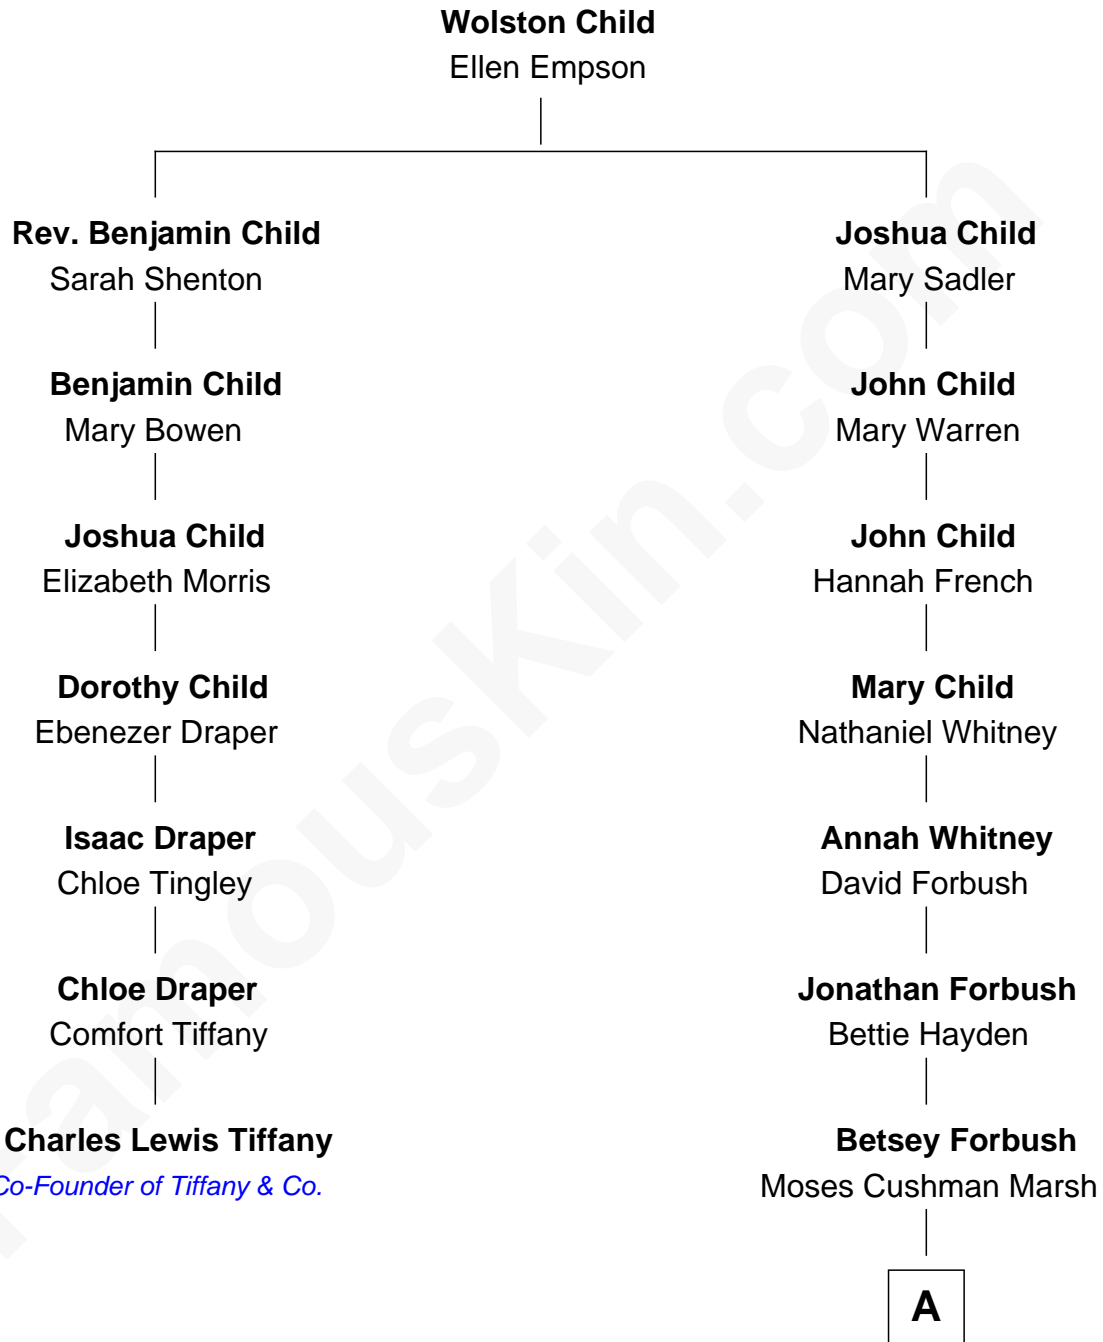 Wolston Child
Ellen Empson
Rev. Benjamin Child
Sarah Shenton
Benjamin Child
Mary Bowen
Joshua Child
Elizabeth Morris
Dorothy Child
Ebenezer Draper
Isaac Draper
Chloe Tingley
Chloe Draper
Comfort Tiffany
Charles Lewis Tiffany
Co-Founder of Tiffany & Co.
Joshua Child
Mary Sadler
John Child
Mary Warren
John Child
Hannah French
Mary Child
Nathaniel Whitney
Annah Whitney
David Forbush
Jonathan Forbush
Bettie Hayden
Betsey Forbush
Moses Cushman Marsh
A
FamousKin.com